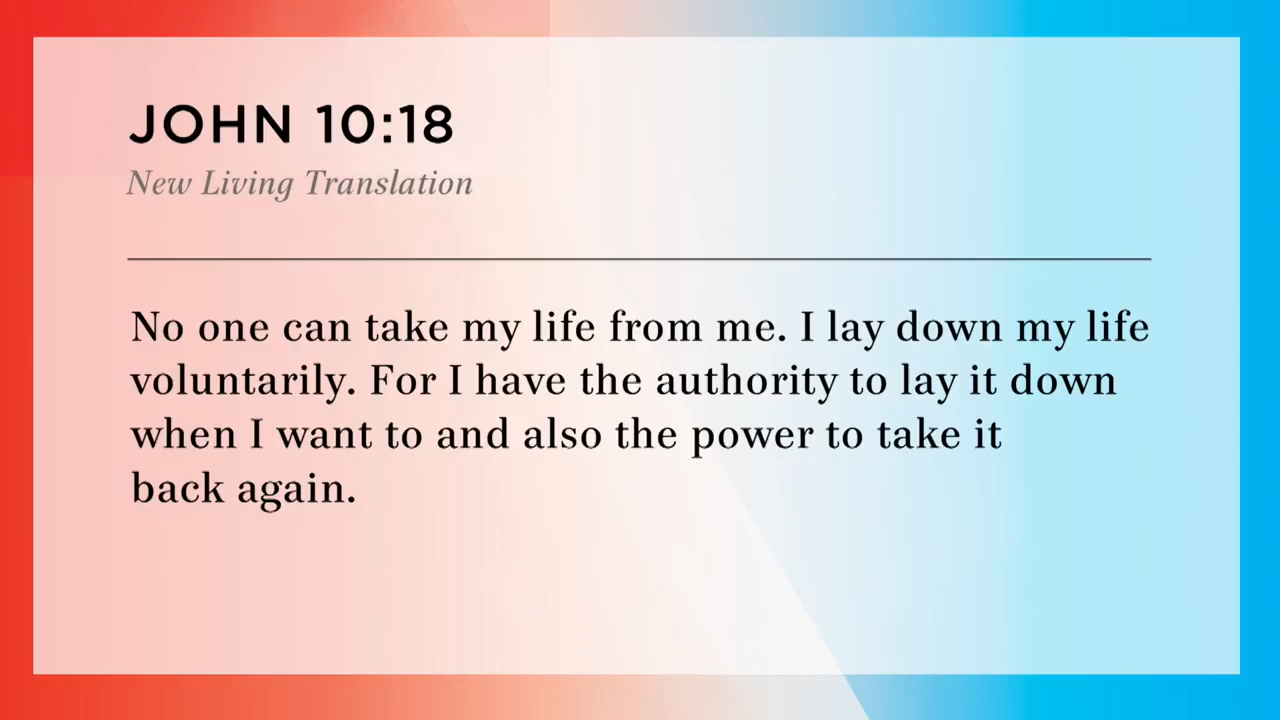 JOHN 10:18
New Living Translation
No one can take my life from me. I lay down my life
voluntarily. For I have the authority to lay it down
when I want to and also the power to take it
back again.